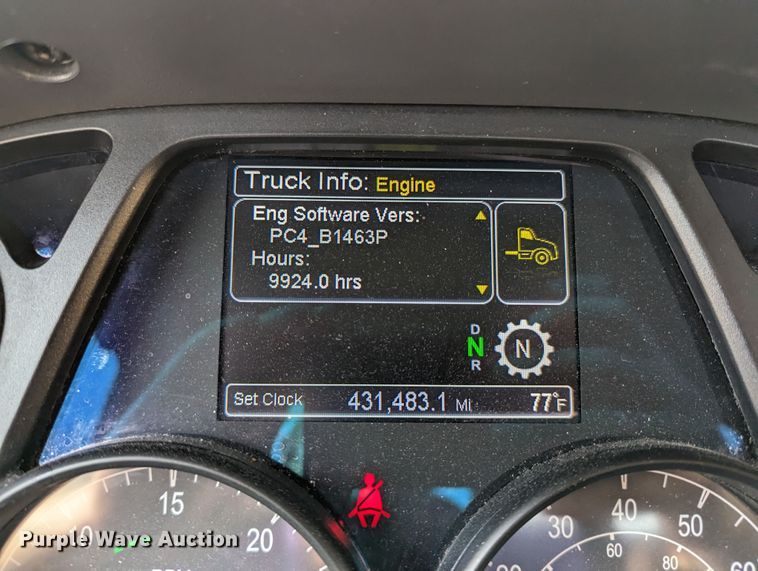 Truck Info: Engine
Eng Software Vers:
PC4_B1463P
Hours:
9924.0 hrs
D
N
R
N
Set Clock 431,483.1 Mi 77°F
15
20
30
40
50
60
60
80
Purple Wave Auction